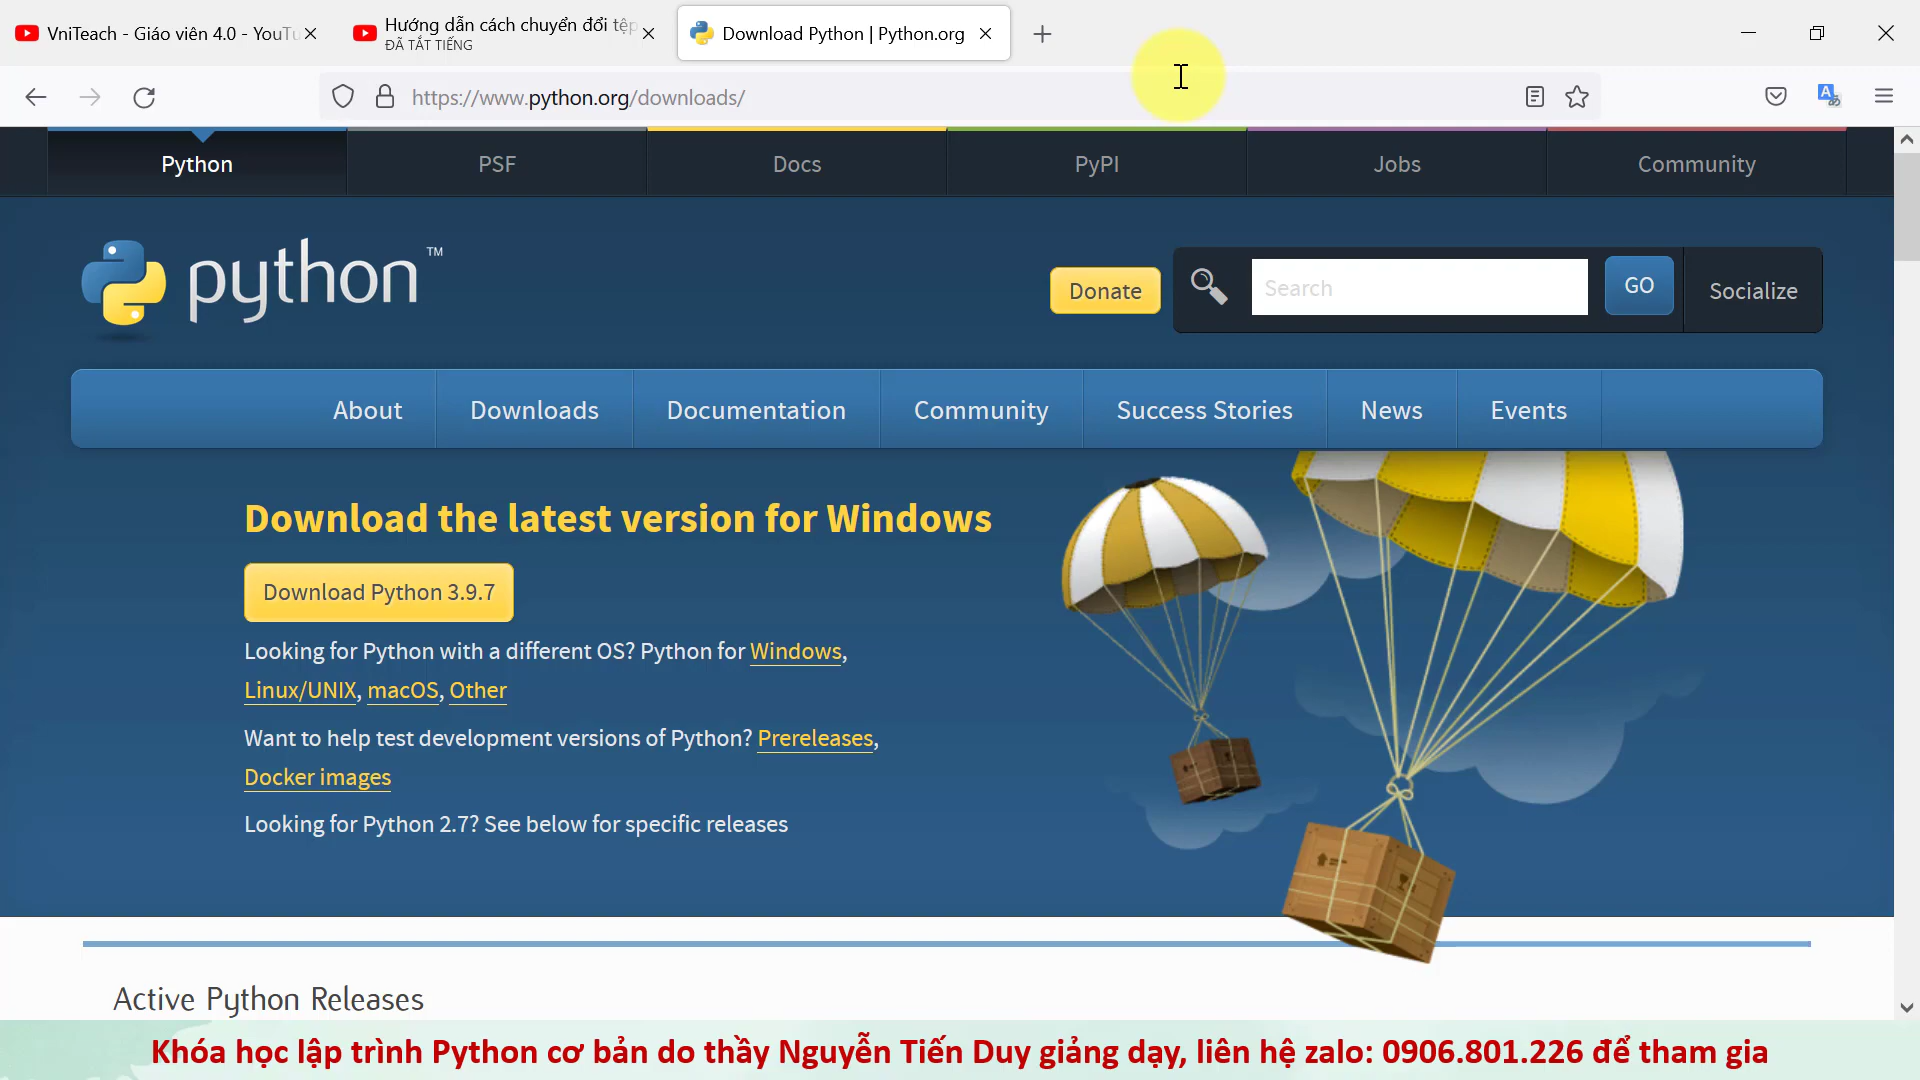 VniTeach - Giáo viên 4.0 - YouTu
Hướng dẫn cách chuyển đổi tệp
ĐÃ TẮT TIẾNG
Download Python | Python.org
https://www.python.org/downloads/
Python
PSF
Docs
PyPI
Jobs
Community
python™
Donate
Search
GO
Socialize
About
Downloads
Documentation
Community
Success Stories
News
Events
Download the latest version for Windows
Download Python 3.9.7
Looking for Python with a different OS? Python for Windows,
Linux/UNIX, macOS, Other
Want to help test development versions of Python? Prereleases,
Docker images
Looking for Python 2.7? See below for specific releases
Active Python Releases
Khóa học lập trình Python cơ bản do thầy Nguyễn Tiến Duy giảng dạy, liên hệ zalo: 0906.801.226 để tham gia